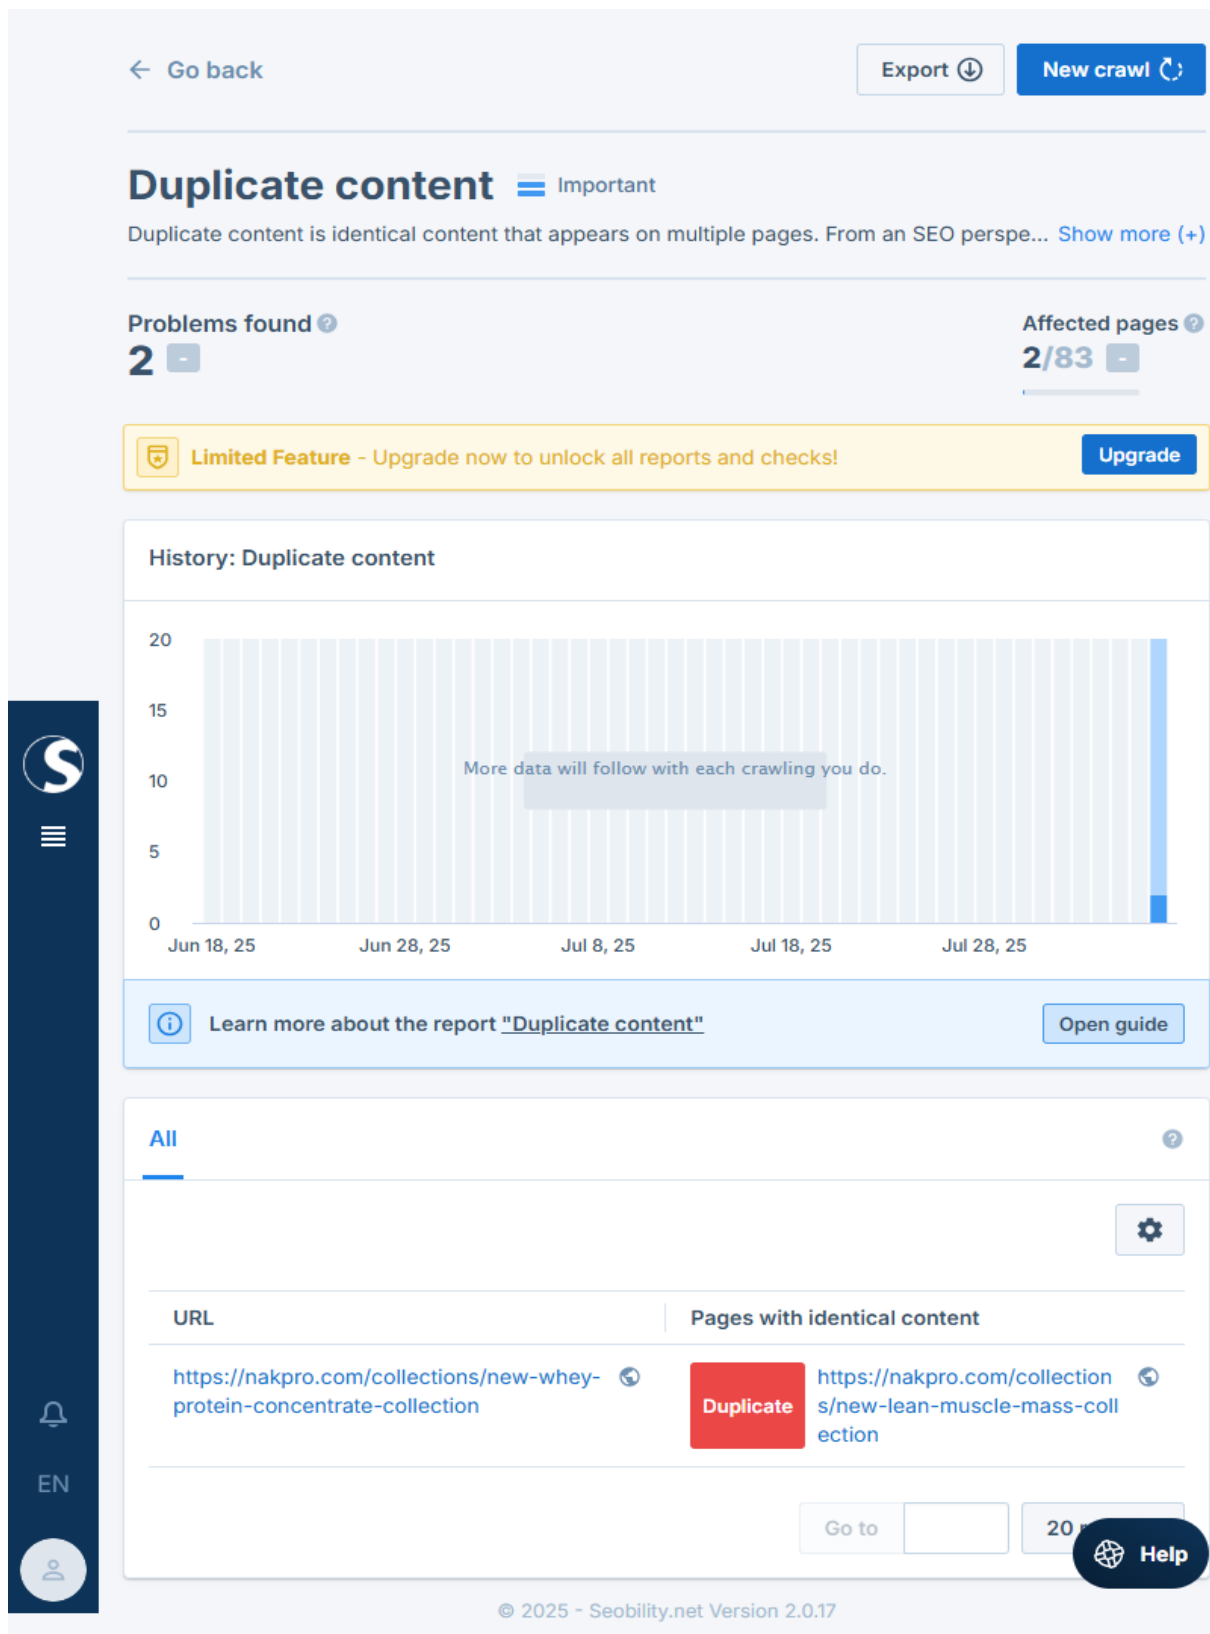 Go back
Export
New crawl
Duplicate content
Important
Duplicate content is identical content that appears on multiple pages. From an SEO perspe... Show more (+)
Problems found
2 -
Affected pages
2/83 -
Limited Feature - Upgrade now to unlock all reports and checks!
Upgrade
History: Duplicate content
20
15
10
5
0
More data will follow with each crawling you do.
Jun 18, 25
Jun 28, 25
Jul 8, 25
Jul 18, 25
Jul 28, 25
Learn more about the report "Duplicate content"
Open guide
All
URL
Pages with identical content
https://nakpro.com/collections/new-whey-
protein-concentrate-collection
Duplicate
https://nakpro.com/collection
s/new-lean-muscle-mass-coll
ection
Go to
20
Help
EN
© 2025 - Seobility.net Version 2.0.17